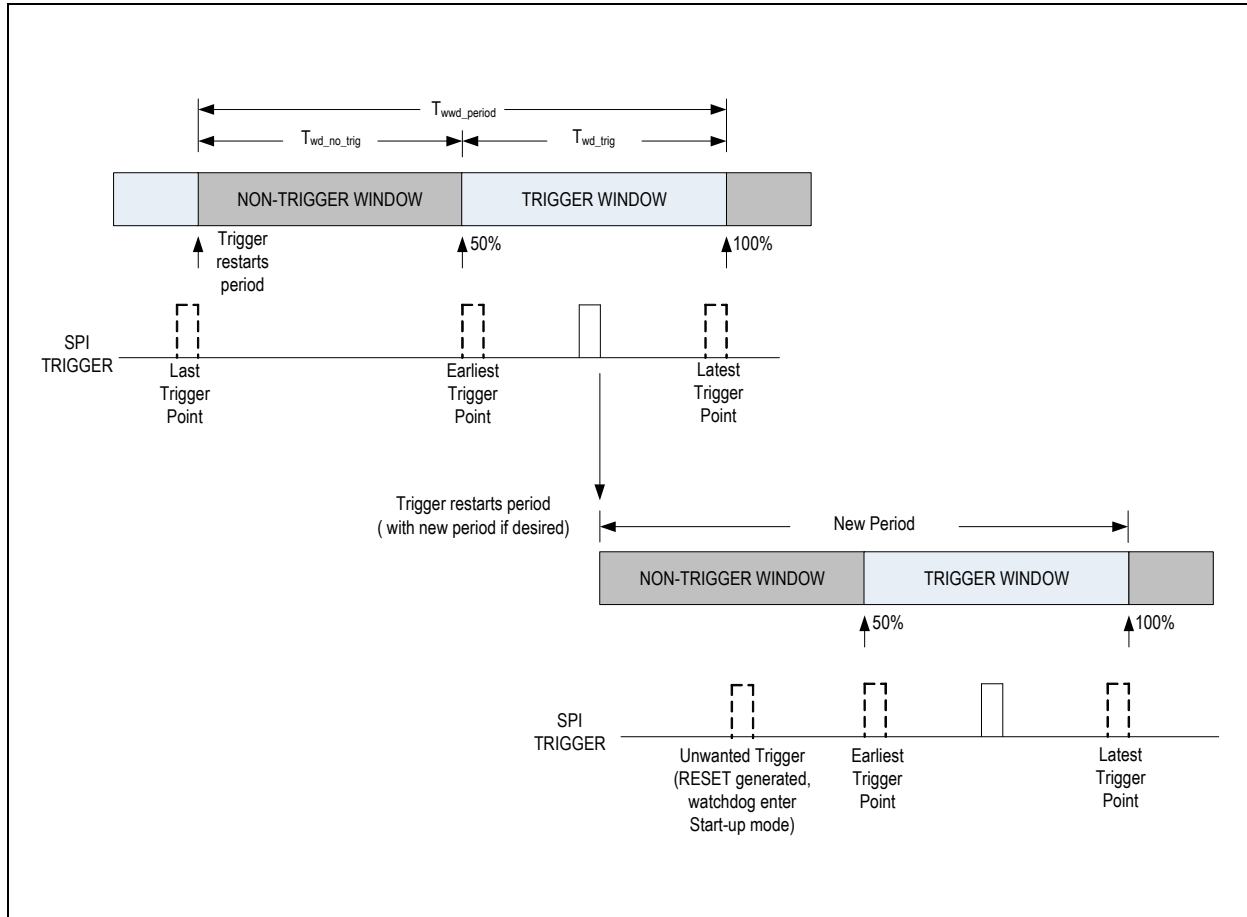 Twwd_period
Twd_no_trig
Twd_trig
NON-TRIGGER WINDOW
TRIGGER WINDOW
Trigger
restarts
period
50%
100%
SPI
TRIGGER
Last
Trigger
Point
Earliest
Trigger
Point
Latest
Trigger
Point
Trigger restarts period
( with new period if desired)
New Period
NON-TRIGGER WINDOW
TRIGGER WINDOW
50%
100%
SPI
TRIGGER
Unwanted Trigger
(RESET generated,
watchdog enter
Start-up mode)
Earliest
Trigger
Point
Latest
Trigger
Point